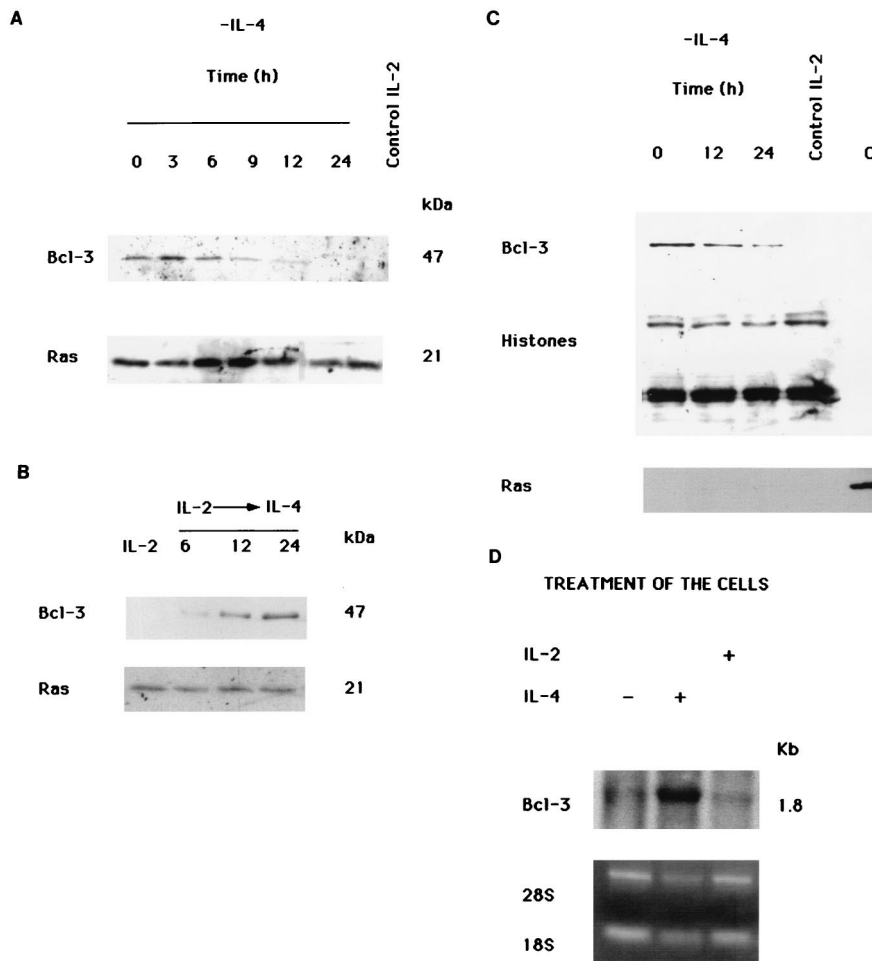 A
-IL-4
Time (h)
Control IL-2
0 3 6 9 12 24
kDa
Bcl-3 47
Ras 21
B
IL-2 → IL-4
IL-2 6 12 24 kDa
Bcl-3 47
Ras 21
C
-IL-4
Time (h)
Control IL-2
0 12 24
Bcl-3
Histones
Ras
D
TREATMENT OF THE CELLS
IL-2 +
IL-4 - +
Kb
Bcl-3 1.8
28S
18S